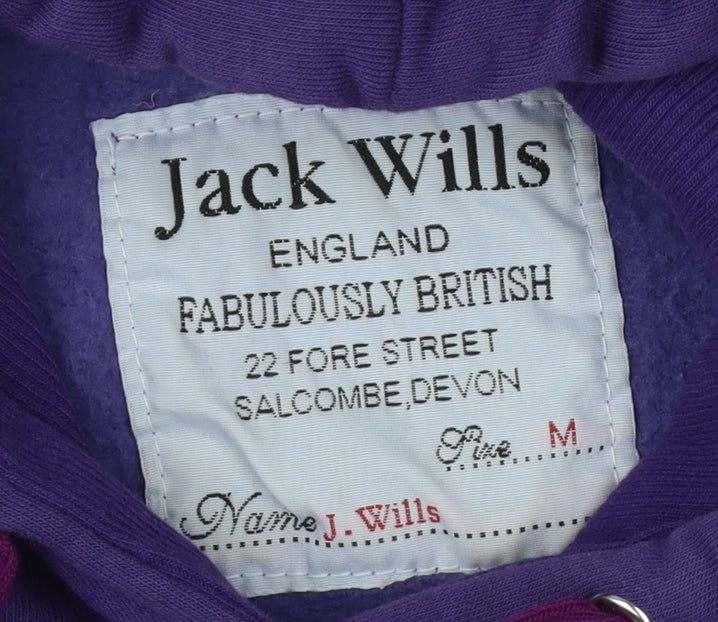 Jack Wills
ENGLAND
FABULOUSLY BRITISH
22 FORE STREET
SALCOMBE,DEVON
Size M
Name J. Wills